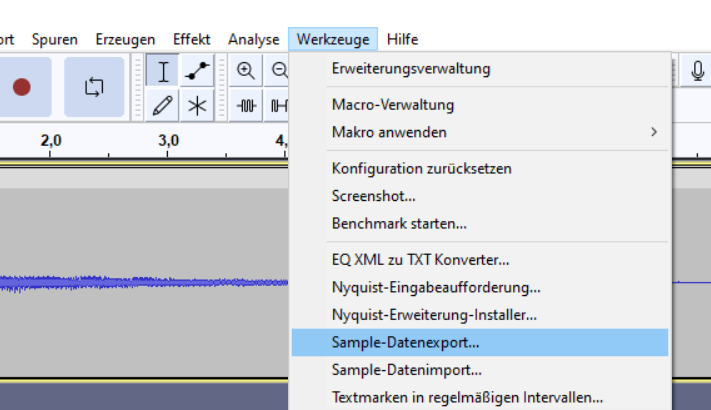 ort Spuren Erzeugen Effekt Analyse Werkzeuge Hilfe
Erweiterungsverwaltung
Macro-Verwaltung
Makro anwenden
Konfiguration zurücksetzen
Screenshot...
Benchmark starten...
EQ XML zu TXT Konverter...
Nyquist-Eingabeaufforderung...
Nyquist-Erweiterung-Installer...
Sample-Datenexport...
Sample-Datenimport...
Textmarken in regelmäßigen Intervallen...
2,0 3,0 4,